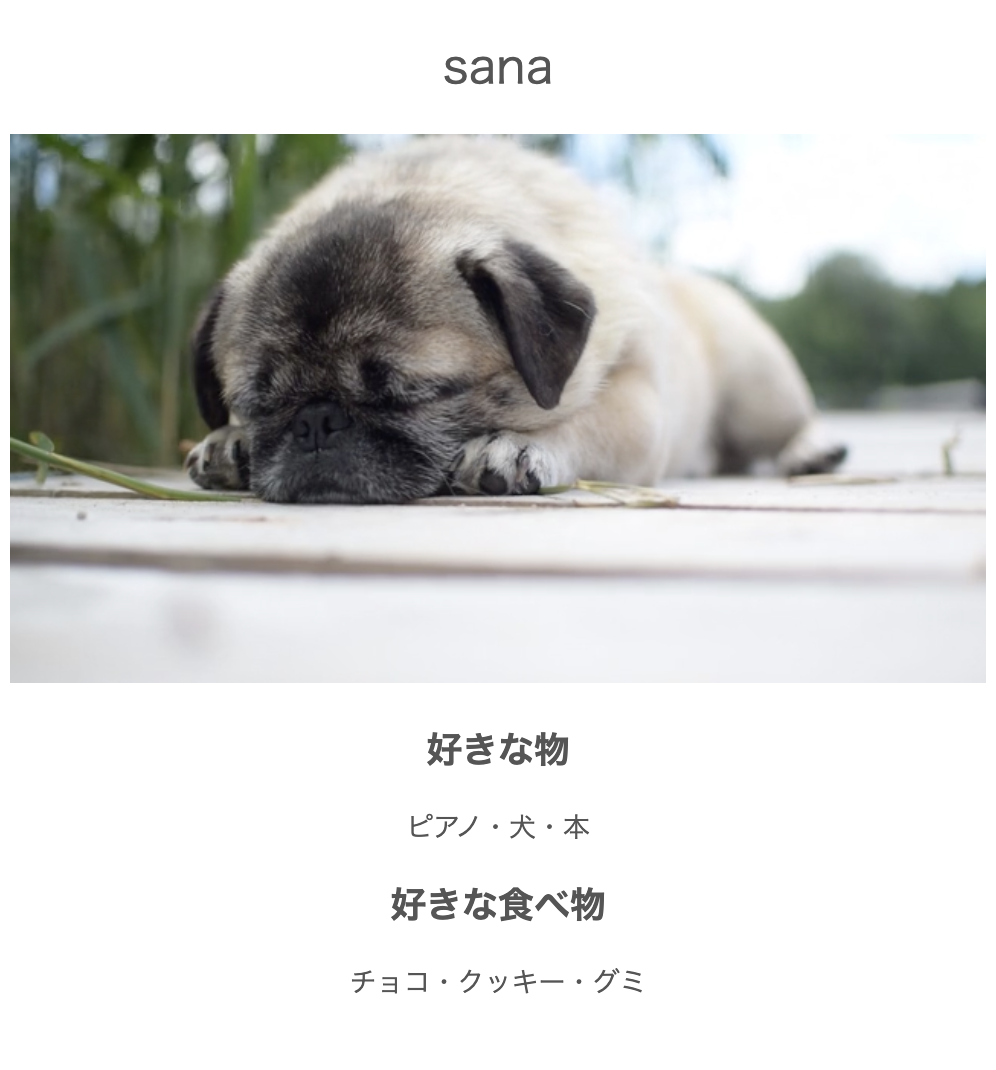 sana
好きな物
ピアノ・犬・本
好きな食べ物
チョコ・クッキー・グミ